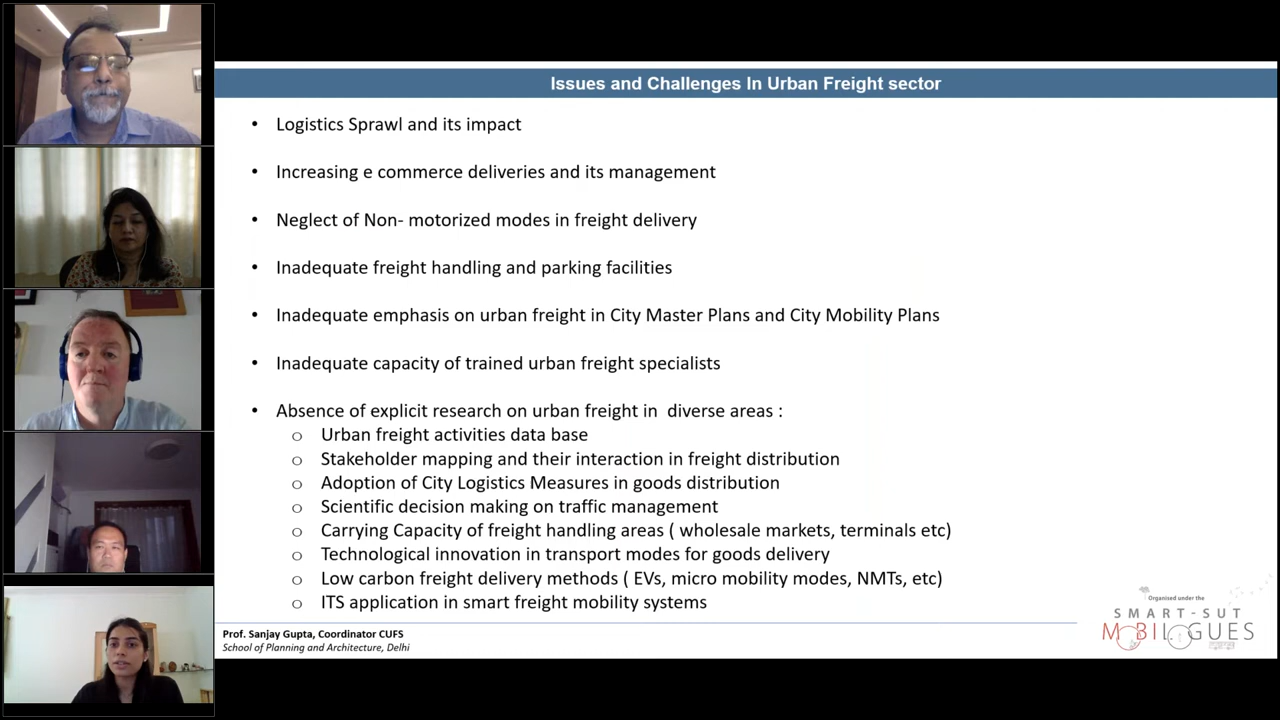 Issues and Challenges In Urban Freight sector
• Logistics Sprawl and its impact
• Increasing e commerce deliveries and its management
• Neglect of Non- motorized modes in freight delivery
• Inadequate freight handling and parking facilities
• Inadequate emphasis on urban freight in City Master Plans and City Mobility Plans
• Inadequate capacity of trained urban freight specialists
• Absence of explicit research on urban freight in diverse areas :
o Urban freight activities data base
o Stakeholder mapping and their interaction in freight distribution
o Adoption of City Logistics Measures in goods distribution
o Scientific decision making on traffic management
o Carrying Capacity of freight handling areas ( wholesale markets, terminals etc)
o Technological innovation in transport modes for goods delivery
o Low carbon freight delivery methods ( EVs, micro mobility modes, NMTs, etc)
o ITS application in smart freight mobility systems
Prof. Sanjay Gupta, Coordinator CUFS
School of Planning and Architecture, Delhi
Organised under the
SMART-SUT
MOBILOGUES